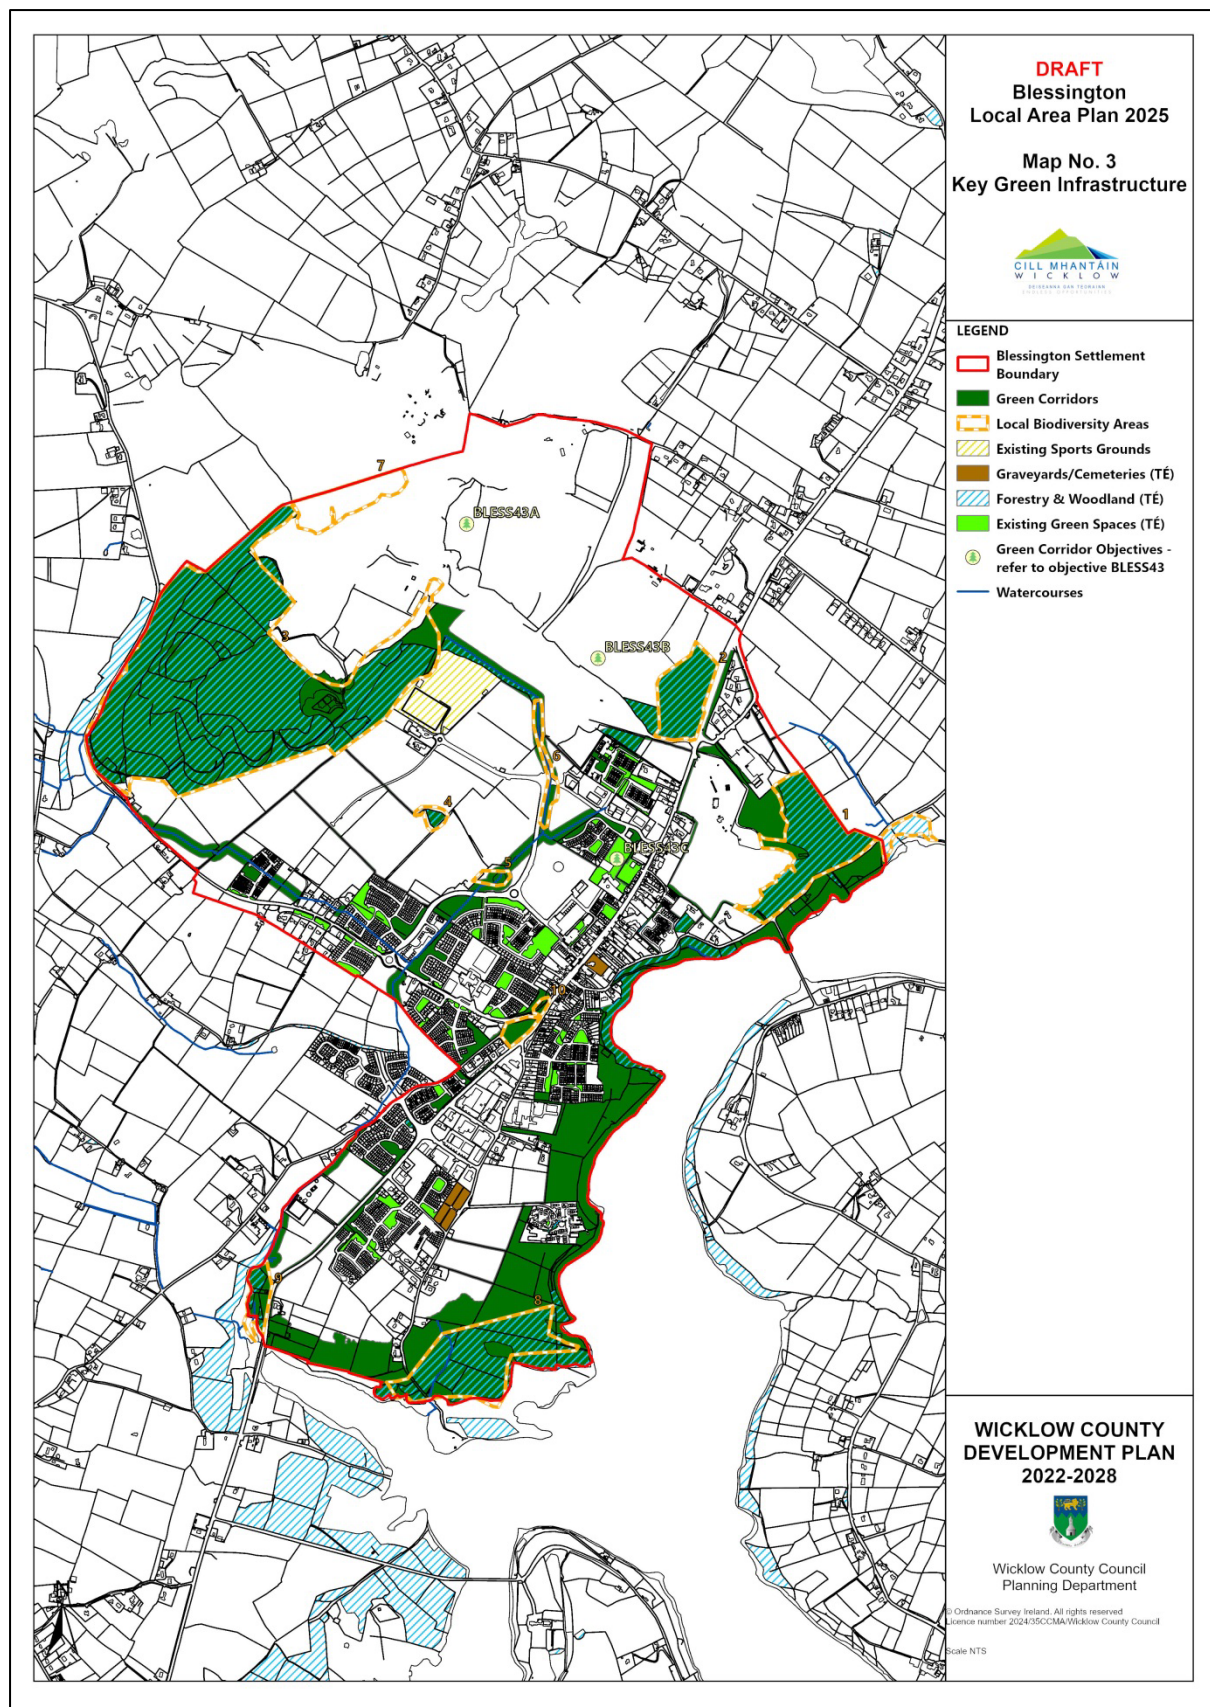 DRAFT
Blessington
Local Area Plan 2025
Map No. 3
Key Green Infrastructure
CILL MHANTÁIN
WICKLOW
LEGEND
Blessington Settlement
Boundary
Green Corridors
Local Biodiversity Areas
Existing Sports Grounds
Graveyards/Cemeteries (TÉ)
Forestry & Woodland (TÉ)
Existing Green Spaces (TÉ)
Green Corridor Objectives -
refer to objective BLESS43
Watercourses
7
BLESS43A
3
BLESS43B
2
6
4
1
BLESS43C
5
10
9
8
WICKLOW COUNTY
DEVELOPMENT PLAN
2022-2028
Wicklow County Council
Planning Department
© Ordnance Survey Ireland. All rights reserved
Licence number 2024/35CCMA/Wicklow County Council
Scale NTS